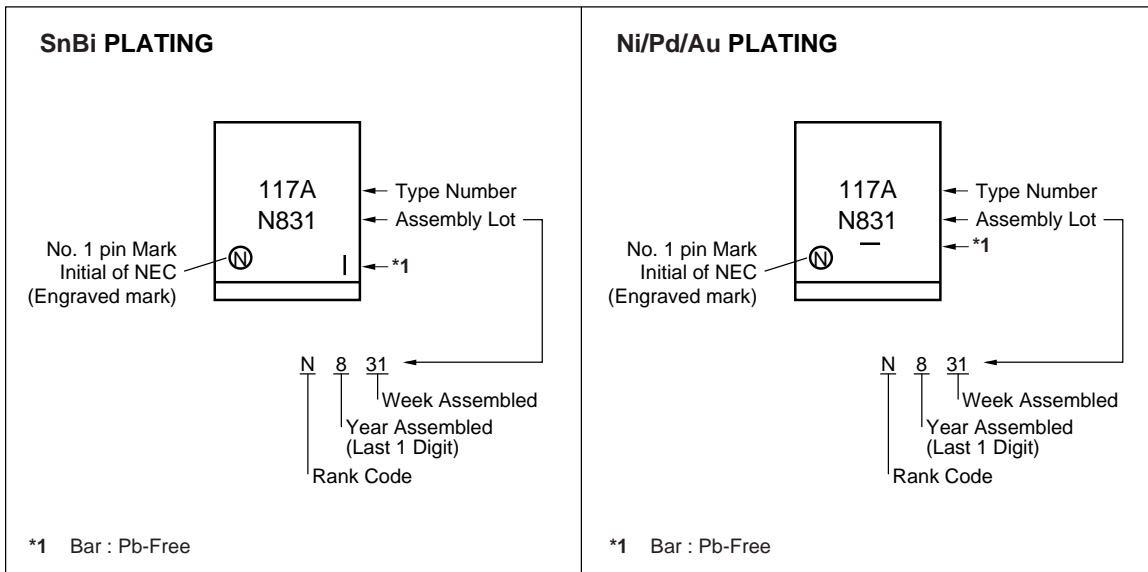 SnBi PLATING
117A
N831
N
Type Number
Assembly Lot
*1
No. 1 pin Mark
Initial of NEC
(Engraved mark)
N 8 31
Week Assembled
Year Assembled
(Last 1 Digit)
Rank Code
*1 Bar : Pb-Free
Ni/Pd/Au PLATING
117A
N831
N
Type Number
Assembly Lot
*1
No. 1 pin Mark
Initial of NEC
(Engraved mark)
N 8 31
Week Assembled
Year Assembled
(Last 1 Digit)
Rank Code
*1 Bar : Pb-Free